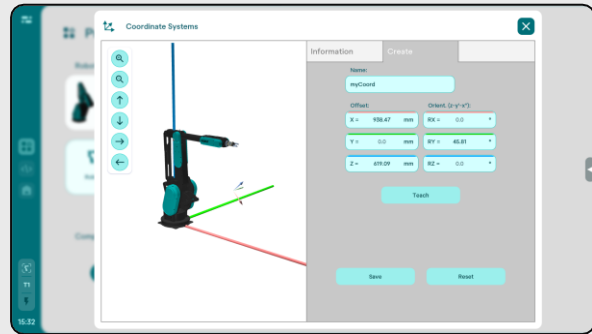 Coordinate Systems
Information
Create
Name:
myCoord
Offset:
Orient. (z-y'-x"):
X = 938.47 mm
RX = 0.0 °
Y = 0.0 mm
RY = 45.81 °
Z = 619.09 mm
RZ = 0.0 °
Teach
Save
Reset
T1
15:32